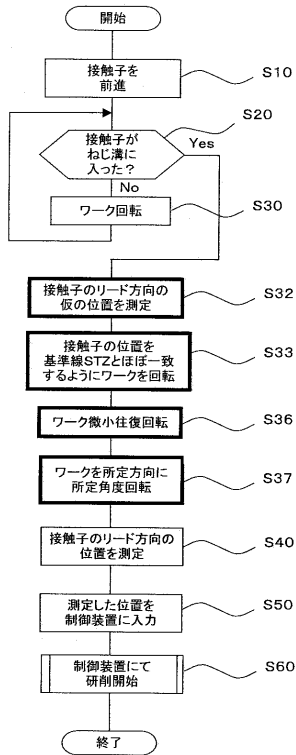 開始
接触子を
前進
S10
接触子が
ねじ溝に
入った？
S20
Yes
No
ワーク回転
S30
接触子のリード方向の
仮の位置を測定
S32
接触子の位置を
基準線STZとほぼ一致
するようにワークを回転
S33
ワーク微小往復回転
S36
ワークを所定方向に
所定角度回転
S37
接触子のリード方向の
位置を測定
S40
測定した位置を
制御装置に入力
S50
制御装置にて
研削開始
S60
終了